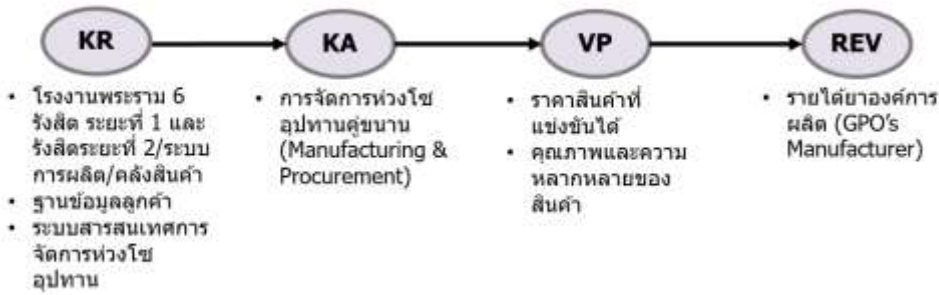 KR
KA
VP
REV
• โรงงานพระราม 6
รังสิต ระยะที่ 1 และ
รังสิตระยะที่ 2/ระบบ
การผลิต/คลังสินค้า
• ฐานข้อมูลลูกค้า
• ระบบสารสนเทศการ
จัดการห่วงโซ่
อุปทาน
• การจัดการห่วงโซ่
อุปทานคู่ขนาน
(Manufacturing &
Procurement)
• ราคาสินค้าที่
แข่งขันได้
• คุณภาพและความ
หลากหลายของ
สินค้า
• รายได้ยาองค์การ
ผลิต (GPO's
Manufacturer)